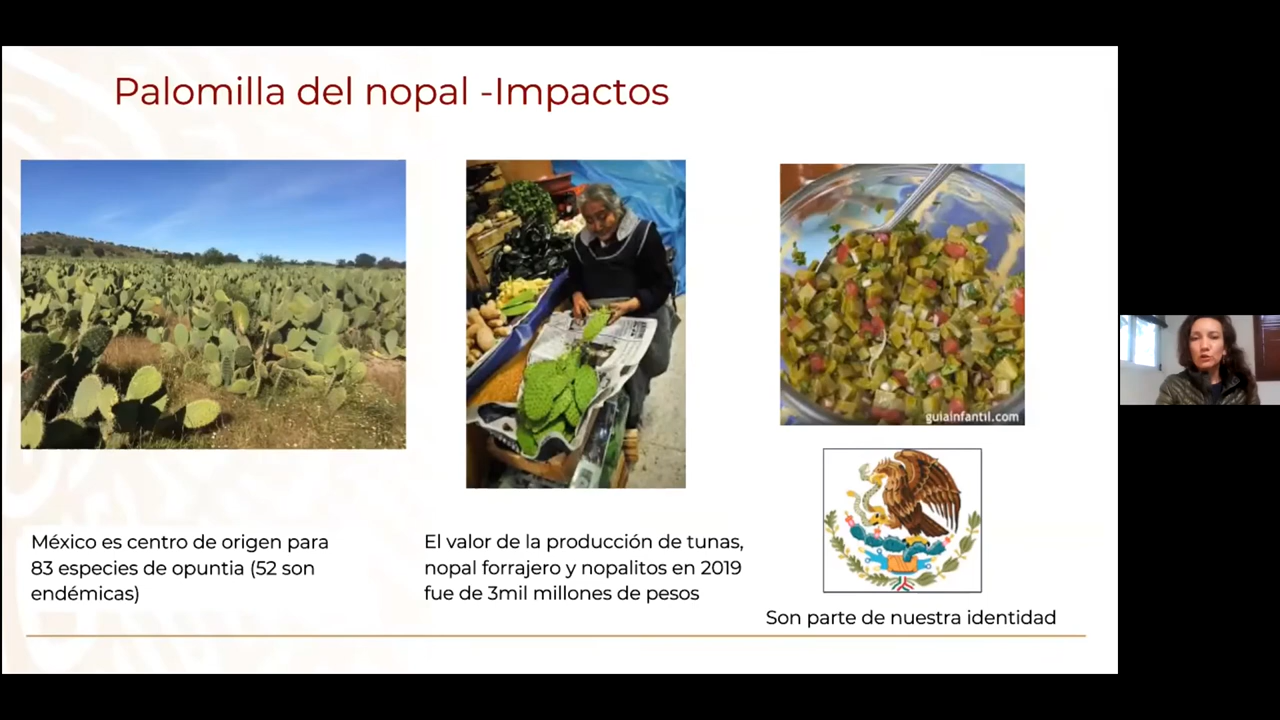 Palomilla del nopal -Impactos
guiainfantil.com
México es centro de origen para
83 especies de opuntia (52 son
endémicas)
El valor de la producción de tunas,
nopal forrajero y nopalitos en 2019
fue de 3mil millones de pesos
Son parte de nuestra identidad